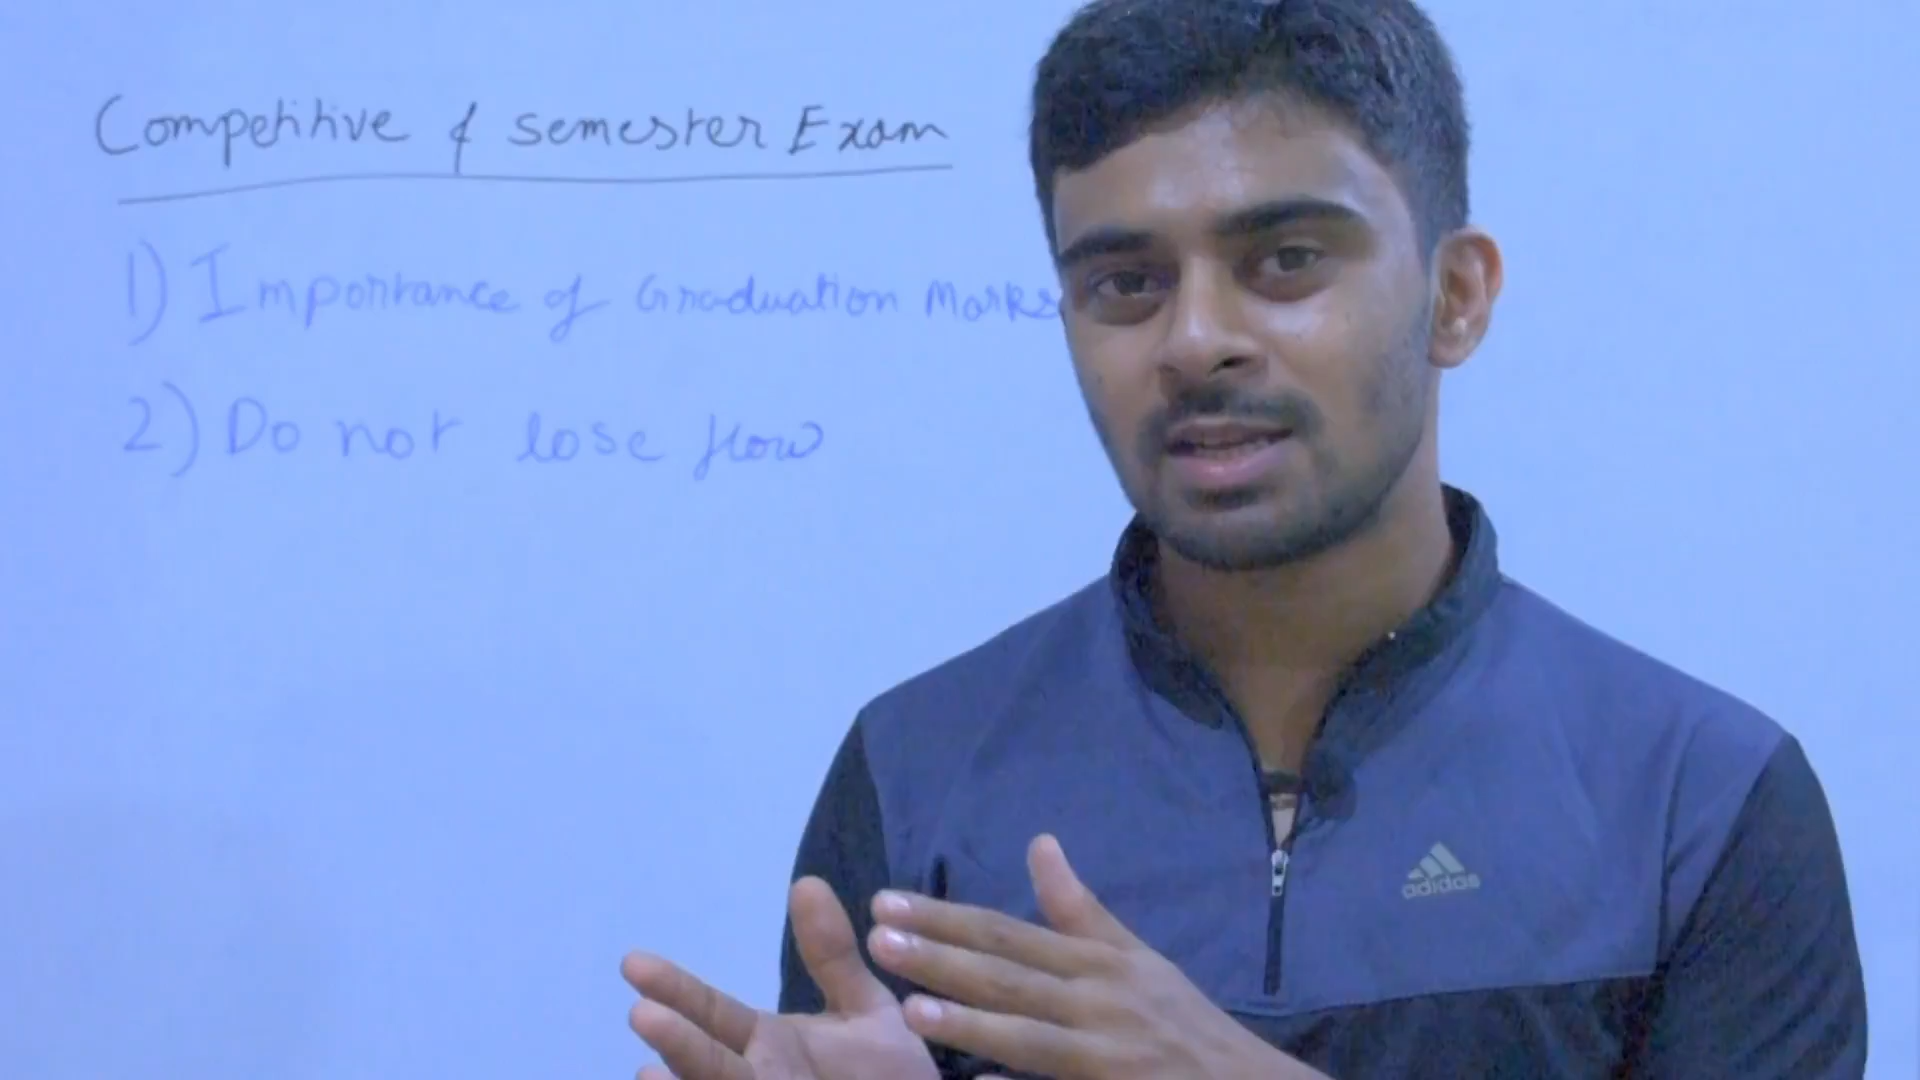 Competitive & semester Exam
1) Importance of Graduation Marks
2) Do not lose flow
adidas